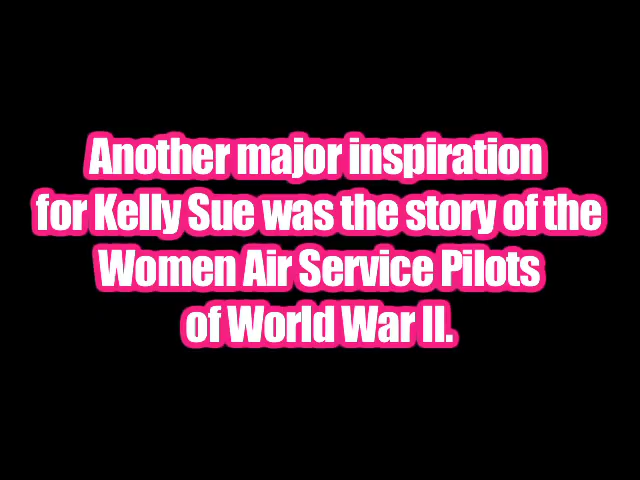 Another major inspiration
for Kelly Sue was the story of the
Women Air Service Pilots
of World War II.